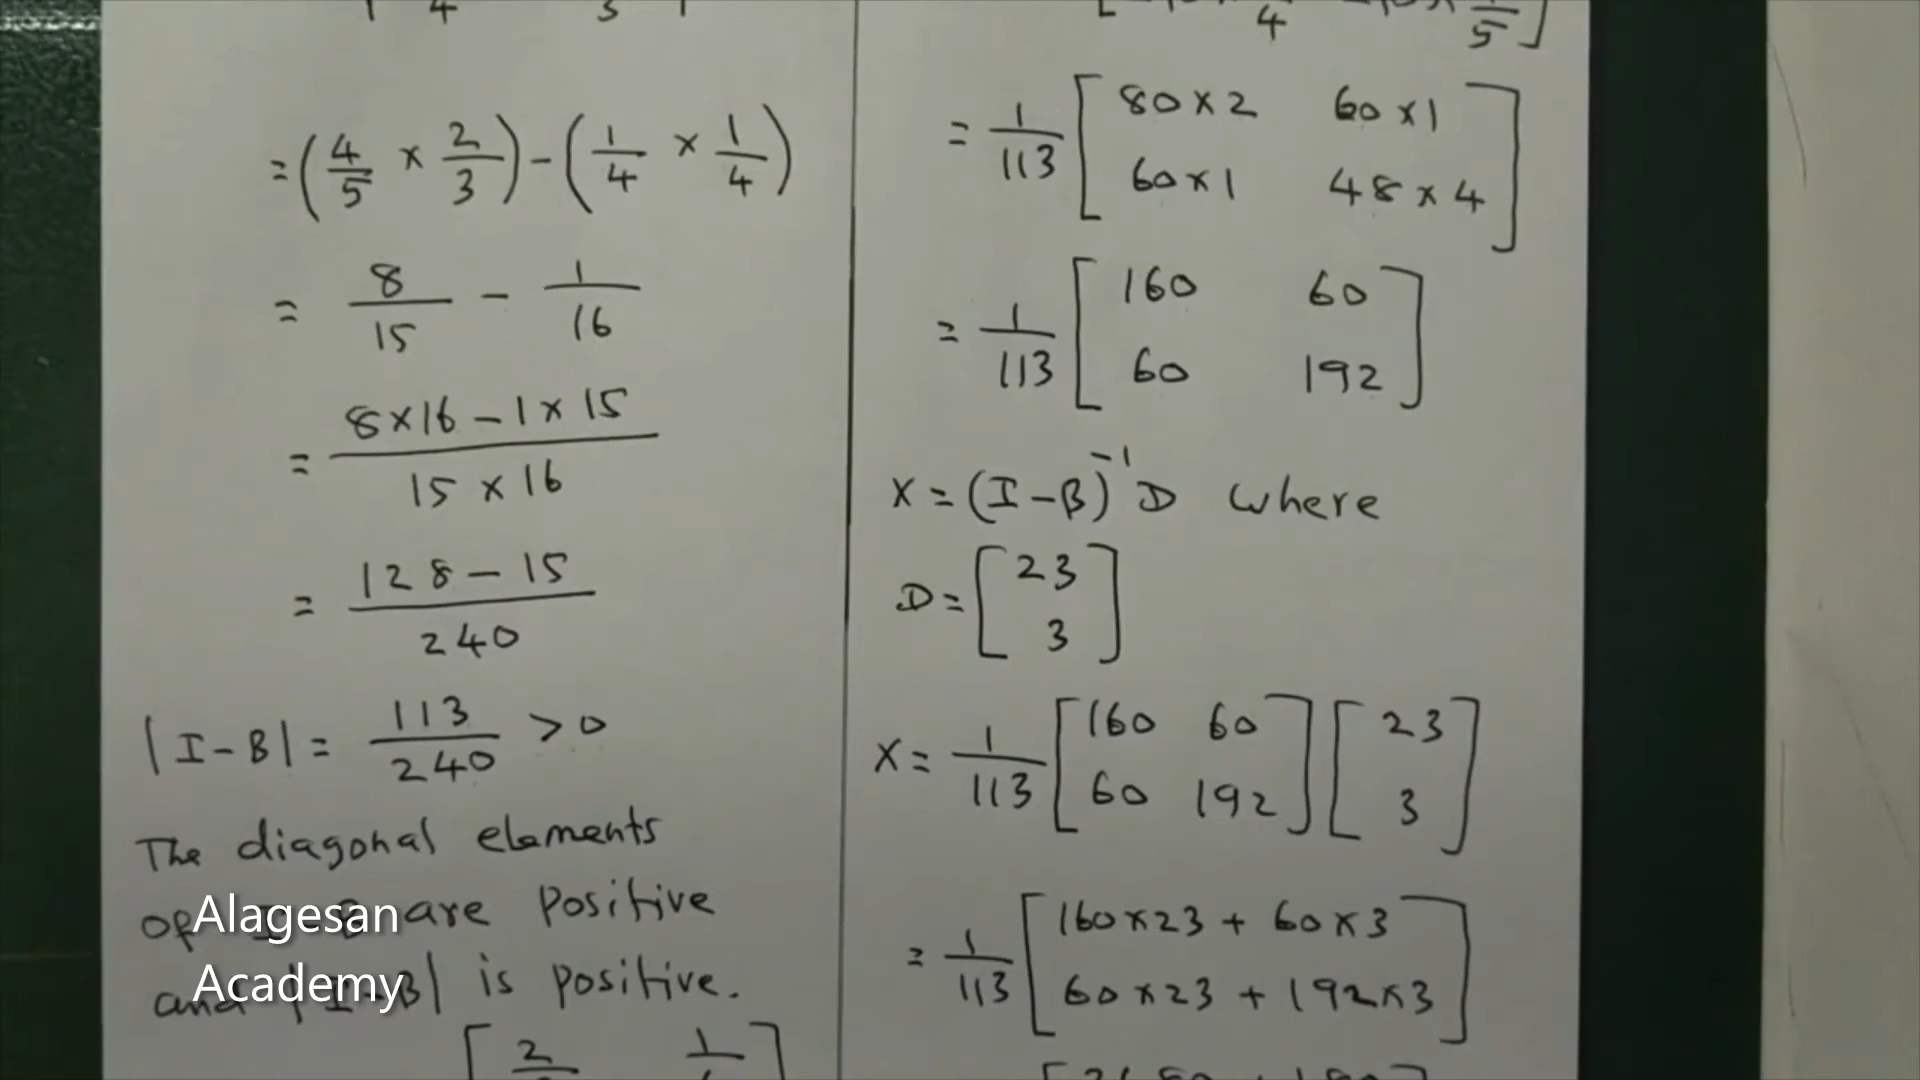 = (4/5 × 2/3) - (1/4 × 1/4)
= 8/15 - 1/16
= 8×16 - 1×15 / 15×16
= 128 - 15 / 240
|I-B| = 113/240 > 0
The diagonal elements
of I-B are positive
and |I-B| is positive.
Alagesan
Academy
= 1/113 [80×2 60×1
60×1 48×4]
= 1/113 [160 60
60 192]
X = (I-B)⁻¹ D where
D = [23
3]
X = 1/113 [160 60 [23
60 192] 3]
= 1/113 [160×23 + 60×3
60×23 + 192×3]